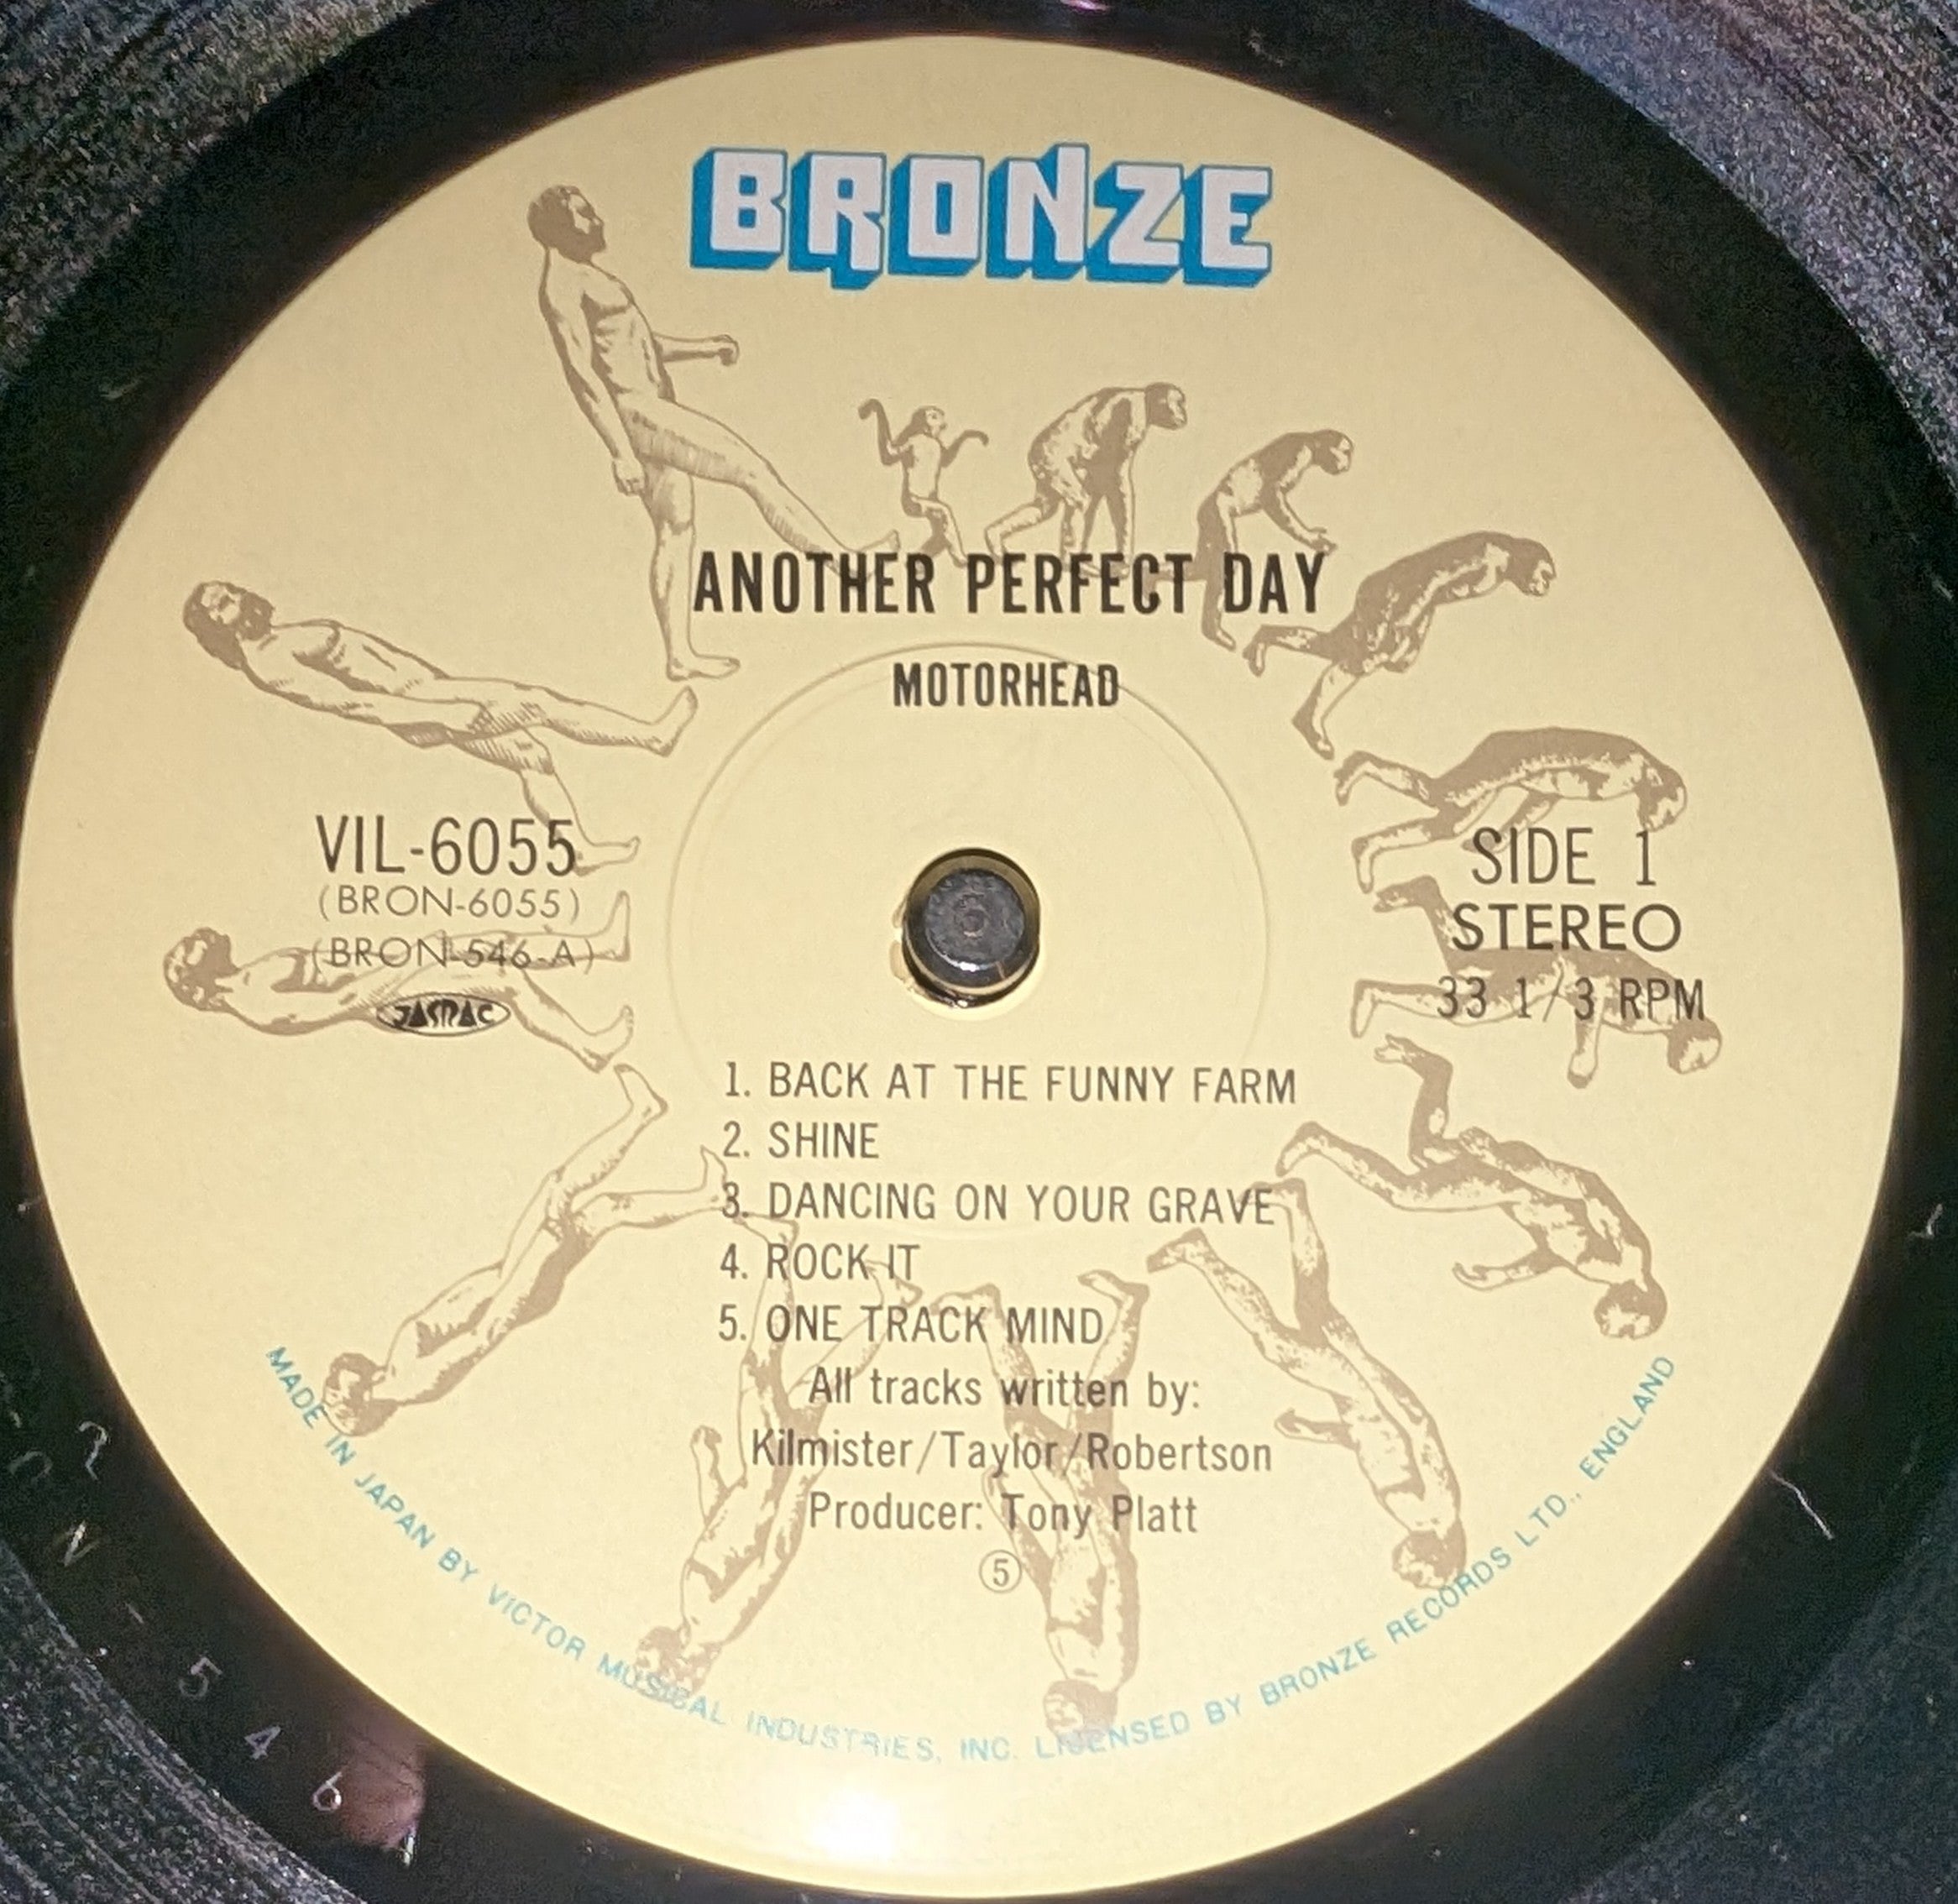 BRONZE
ANOTHER PERFECT DAY
MOTORHEAD
VIL-6055
(BRON-6055)
(BRON-546-A)
JASRAC
SIDE 1
STEREO
33 1/3 RPM
1. BACK AT THE FUNNY FARM
2. SHINE
3. DANCING ON YOUR GRAVE
4. ROCK IT
5. ONE TRACK MIND
All tracks written by:
Kilmister/Taylor/Robertson
Producer: Tony Platt
⑤
MADE IN JAPAN BY VICTOR MUSICAL INDUSTRIES, INC. LICENSED BY BRONZE RECORDS LTD., ENGLAND
5 4 6